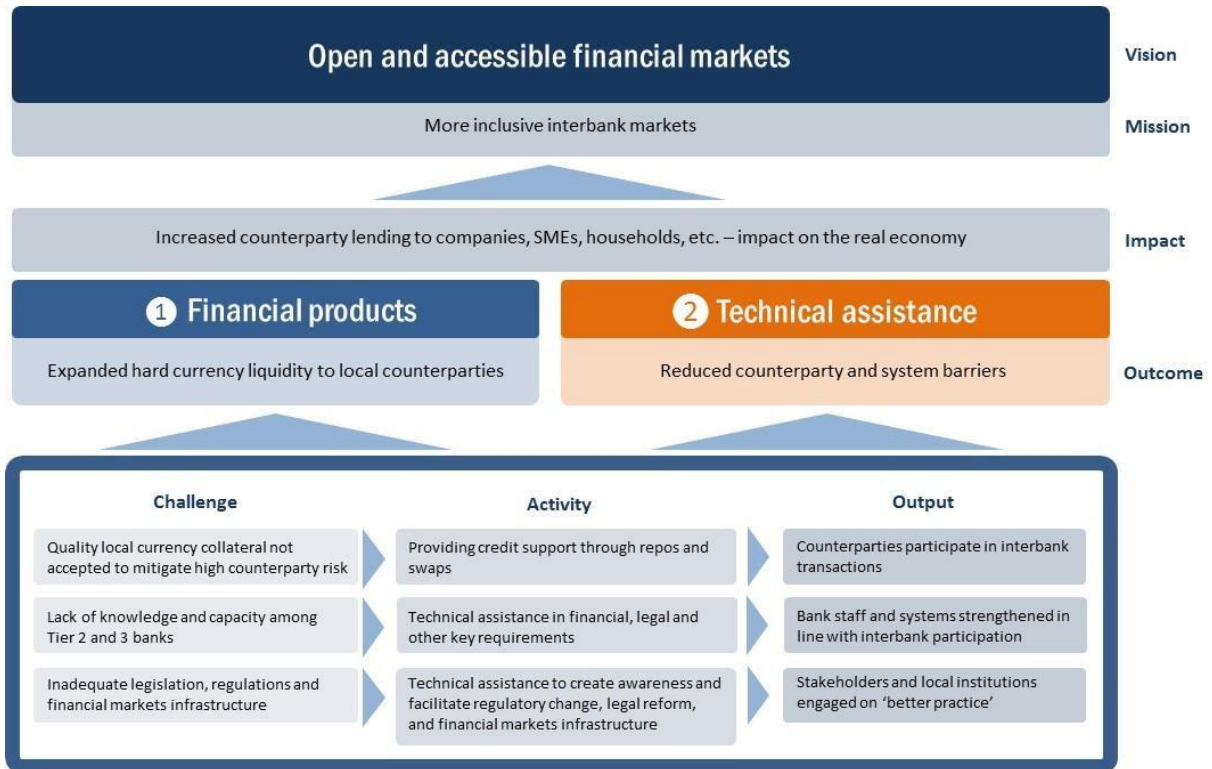 Open and accessible financial markets
Vision
More inclusive interbank markets
Mission
Increased counterparty lending to companies, SMEs, households, etc. – impact on the real economy
Impact
1 Financial products
2 Technical assistance
Expanded hard currency liquidity to local counterparties
Reduced counterparty and system barriers
Outcome
Challenge
Activity
Output
Quality local currency collateral not
accepted to mitigate high counterparty risk
Providing credit support through repos and
swaps
Counterparties participate in interbank
transactions
Lack of knowledge and capacity among
Tier 2 and 3 banks
Technical assistance in financial, legal and
other key requirements
Bank staff and systems strengthened in
line with interbank participation
Inadequate legislation, regulations and
financial markets infrastructure
Technical assistance to create awareness and
facilitate regulatory change, legal reform,
and financial markets infrastructure
Stakeholders and local institutions
engaged on ‘better practice’